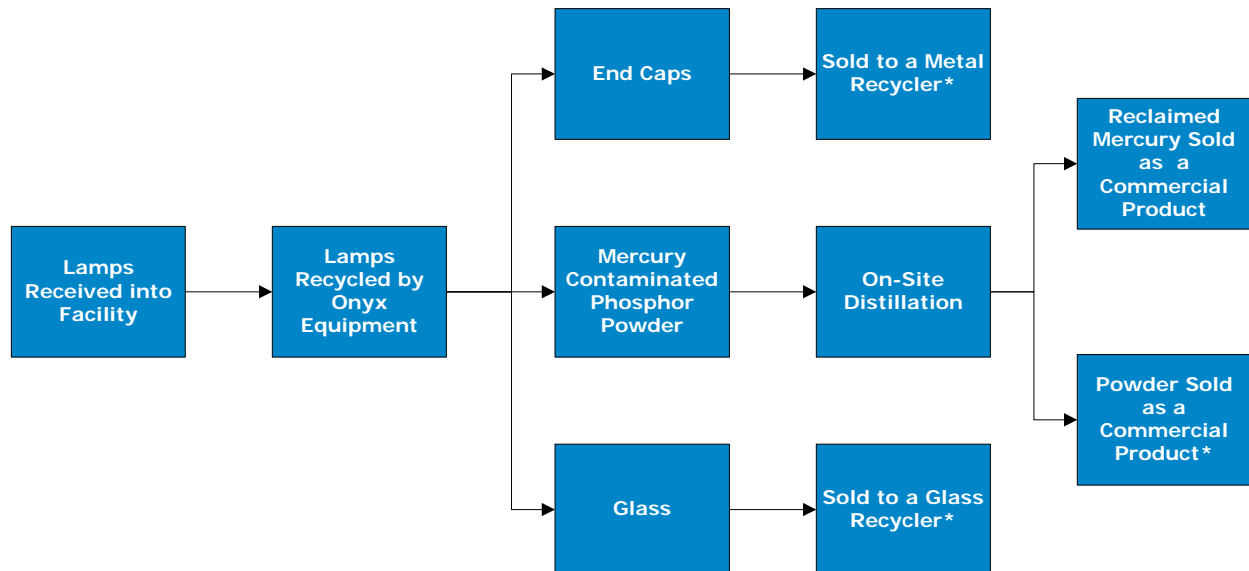 Lamps
Received into
Facility
Lamps
Recycled by
Onyx
Equipment
End Caps
Sold to a Metal
Recycler*
Mercury
Contaminated
Phosphor
Powder
On-Site
Distillation
Reclaimed
Mercury Sold
as a
Commercial
Product
Powder Sold
as a
Commercial
Product*
Glass
Sold to a Glass
Recycler*